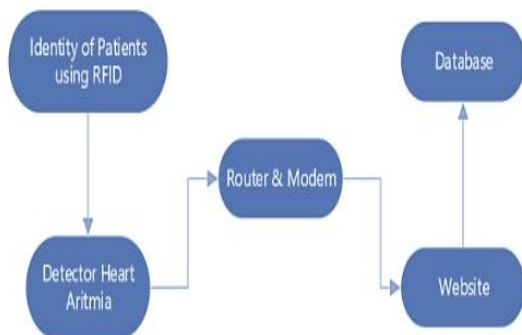 Identity of Patients
using RFID
Database
Router & Modem
Detector Heart
Aritmia
Website